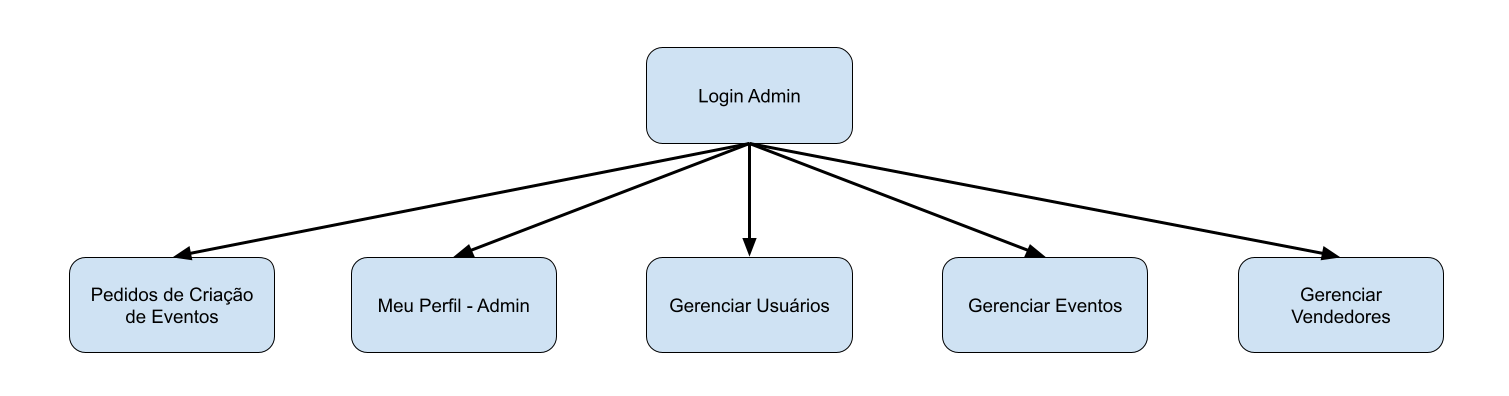 Login Admin
Pedidos de Criação
de Eventos
Meu Perfil - Admin
Gerenciar Usuários
Gerenciar Eventos
Gerenciar
Vendedores